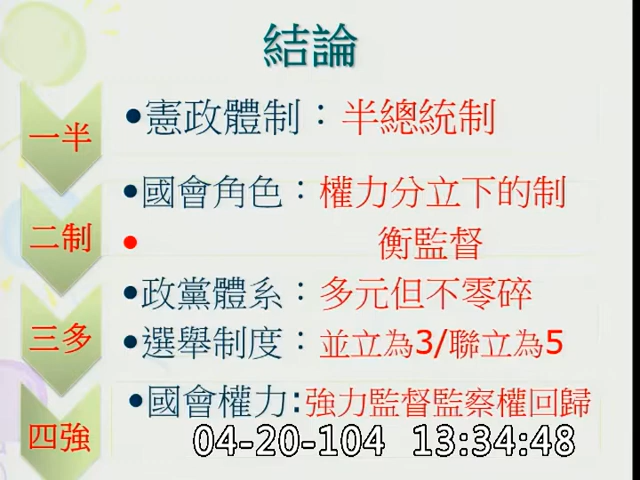 結論
一半
•憲政體制：半總統制
二制
•國會角色：權力分立下的制
•衡監督
三多
•政黨體系：多元但不零碎
•選舉制度：並立為3/聯立為5
四強
•國會權力:強力監督監察權回歸
04-20-104 13:34:48